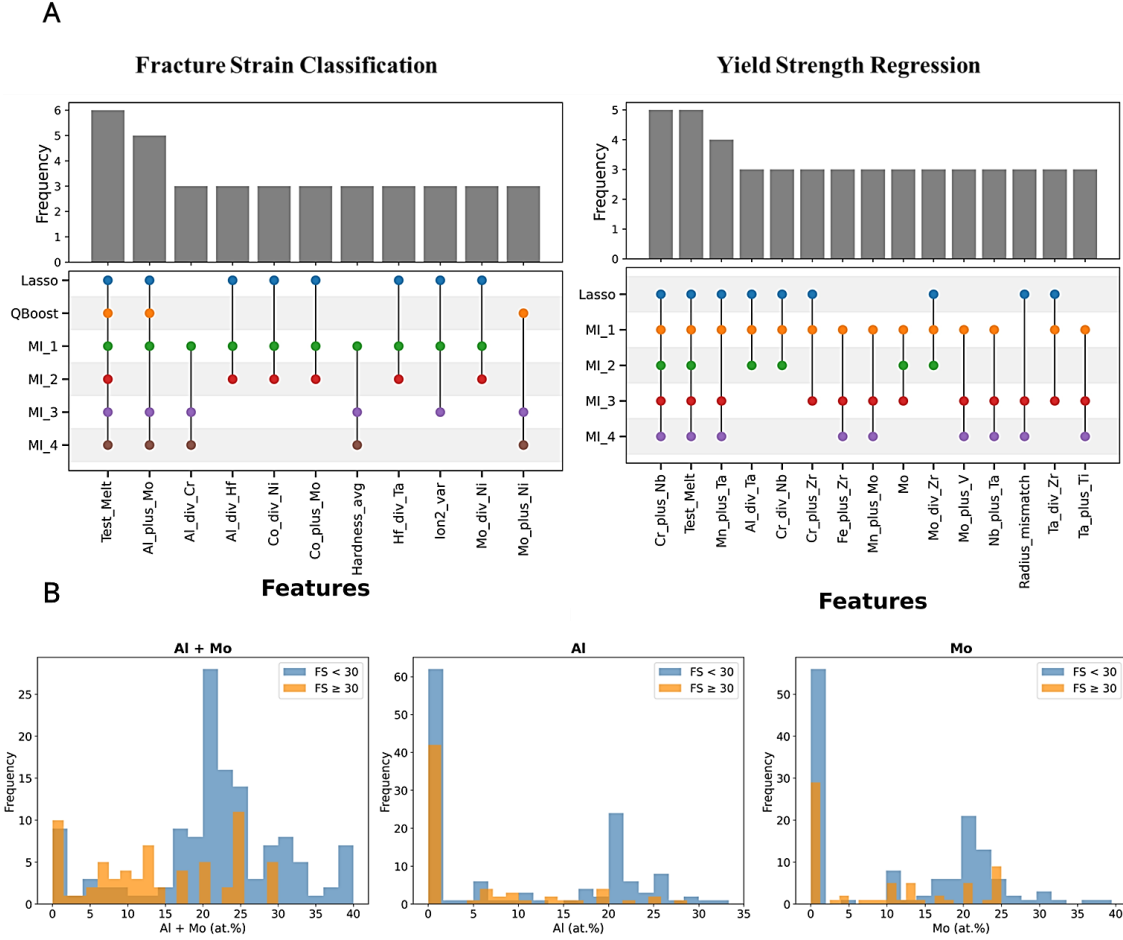 A
Fracture Strain Classification
Yield Strength Regression
Frequency
6
5
4
3
2
1
0
Lasso
QBoost
MI_1
MI_2
MI_3
MI_4
Test_Melt
Al_plus_Mo
Al_div_Cr
Al_div_Hf
Co_div_Ni
Co_plus_Mo
Hardness_avg
Hf_div_Ta
Ion2_var
Mo_div_Ni
Mo_plus_Ni
Features
Frequency
5
4
3
2
1
0
Lasso
MI_1
MI_2
MI_3
MI_4
Cr_plus_Nb
Test_Melt
Mn_plus_Ta
Al_div_Ta
Cr_div_Nb
Cr_plus_Zr
Fe_plus_Zr
Mn_plus_Mo
Mo
Mo_div_Zr
Mo_plus_V
Nb_plus_Ta
Radius_mismatch
Ta_div_Zr
Ta_plus_Ti
Features
B
Al + Mo
FS < 30
FS ≥ 30
Frequency
25
20
15
10
5
0
0 5 10 15 20 25 30 35 40
Al + Mo (at.%)
Al
FS < 30
FS ≥ 30
Frequency
60
50
40
30
20
10
0
0 5 10 15 20 25 30 35
Al (at.%)
Mo
FS < 30
FS ≥ 30
Frequency
50
40
30
20
10
0
0 5 10 15 20 25 30 35 40
Mo (at.%)